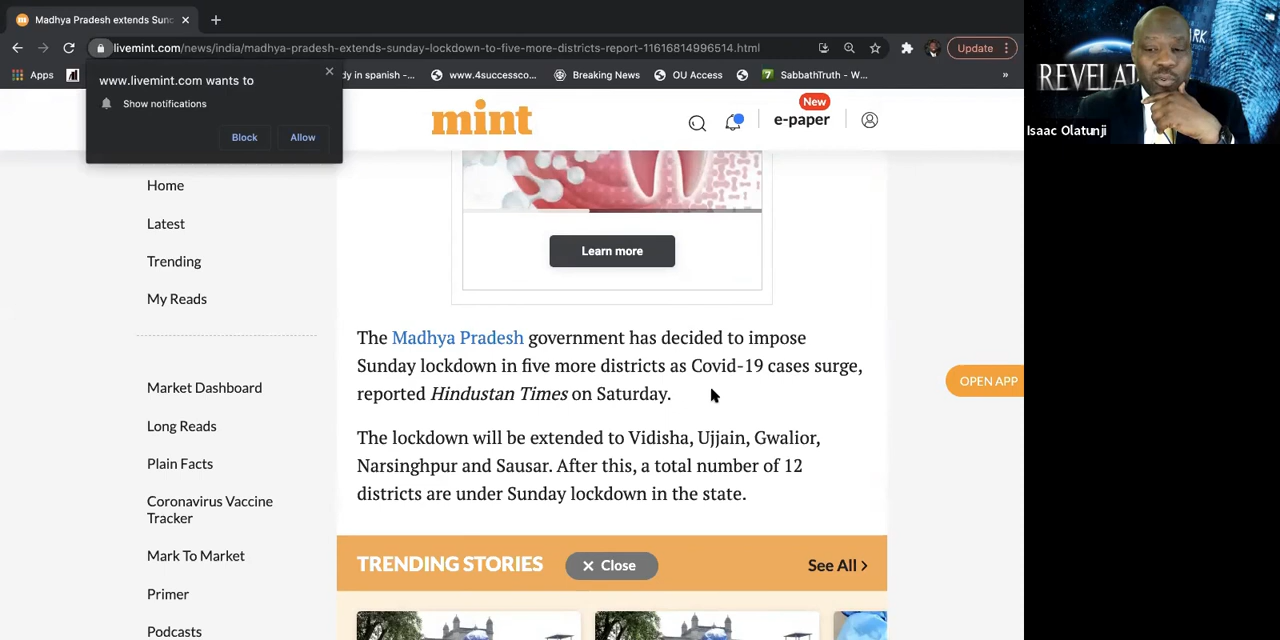 Madhya Pradesh extends Sund
livemint.com/news/india/madhya-pradesh-extends-sunday-lockdown-to-five-more-districts-report-11616814996514.html
Update
Apps
dy in spanish -...
www.4successco...
Breaking News
OU Access
SabbathTruth - W...
»
www.livemint.com wants to
Show notifications
Block
Allow
mint
New
e-paper
REVELAT
RK
Isaac Olatunji
Home
Latest
Trending
My Reads
Market Dashboard
Long Reads
Plain Facts
Coronavirus Vaccine
Tracker
Mark To Market
Primer
Podcasts
Learn more
The Madhya Pradesh government has decided to impose
Sunday lockdown in five more districts as Covid-19 cases surge,
reported Hindustan Times on Saturday.
The lockdown will be extended to Vidisha, Ujjain, Gwalior,
Narsinghpur and Sausar. After this, a total number of 12
districts are under Sunday lockdown in the state.
OPEN APP
TRENDING STORIES
Close
See All